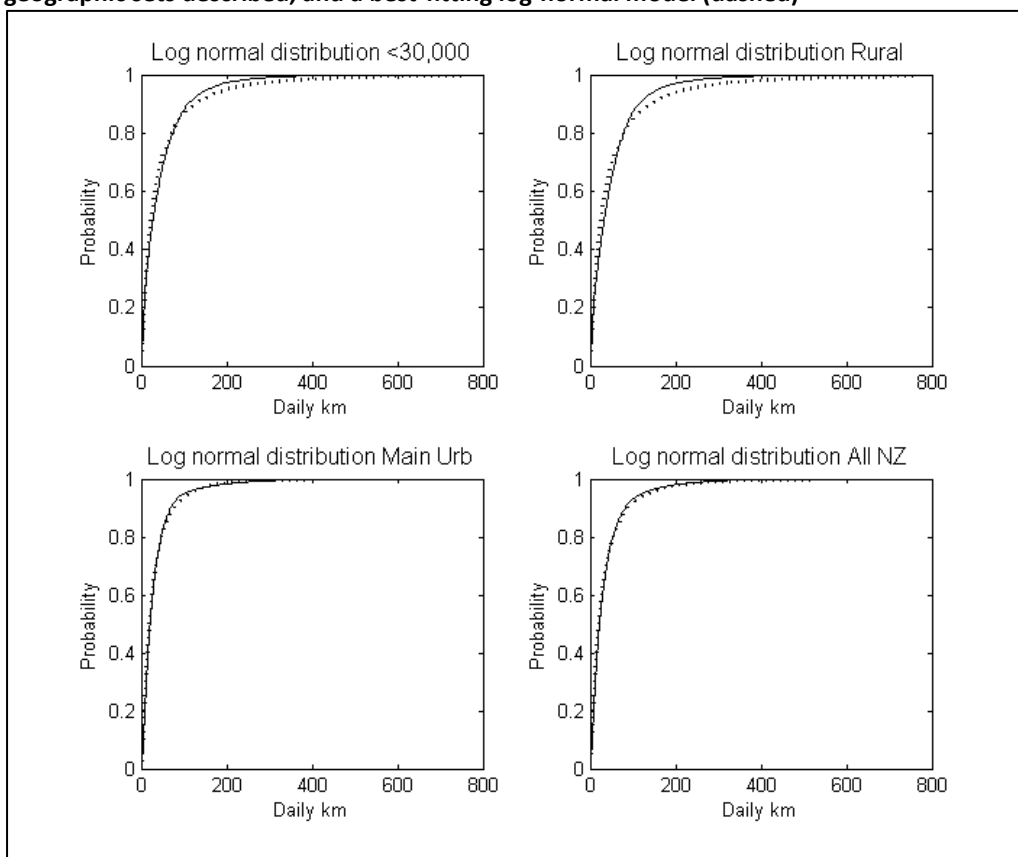 geographic sets described, and a best-fitting log-normal model (dashed)
Log normal distribution <30,000
Log normal distribution Rural
1
0.8
0.6
0.4
0.2
0
Probability
0 200 400 600 800
Daily km
1
0.8
0.6
0.4
0.2
0
Probability
0 200 400 600 800
Daily km
Log normal distribution Main Urb
Log normal distribution All NZ
1
0.8
0.6
0.4
0.2
0
Probability
0 200 400 600 800
Daily km
1
0.8
0.6
0.4
0.2
0
Probability
0 200 400 600 800
Daily km